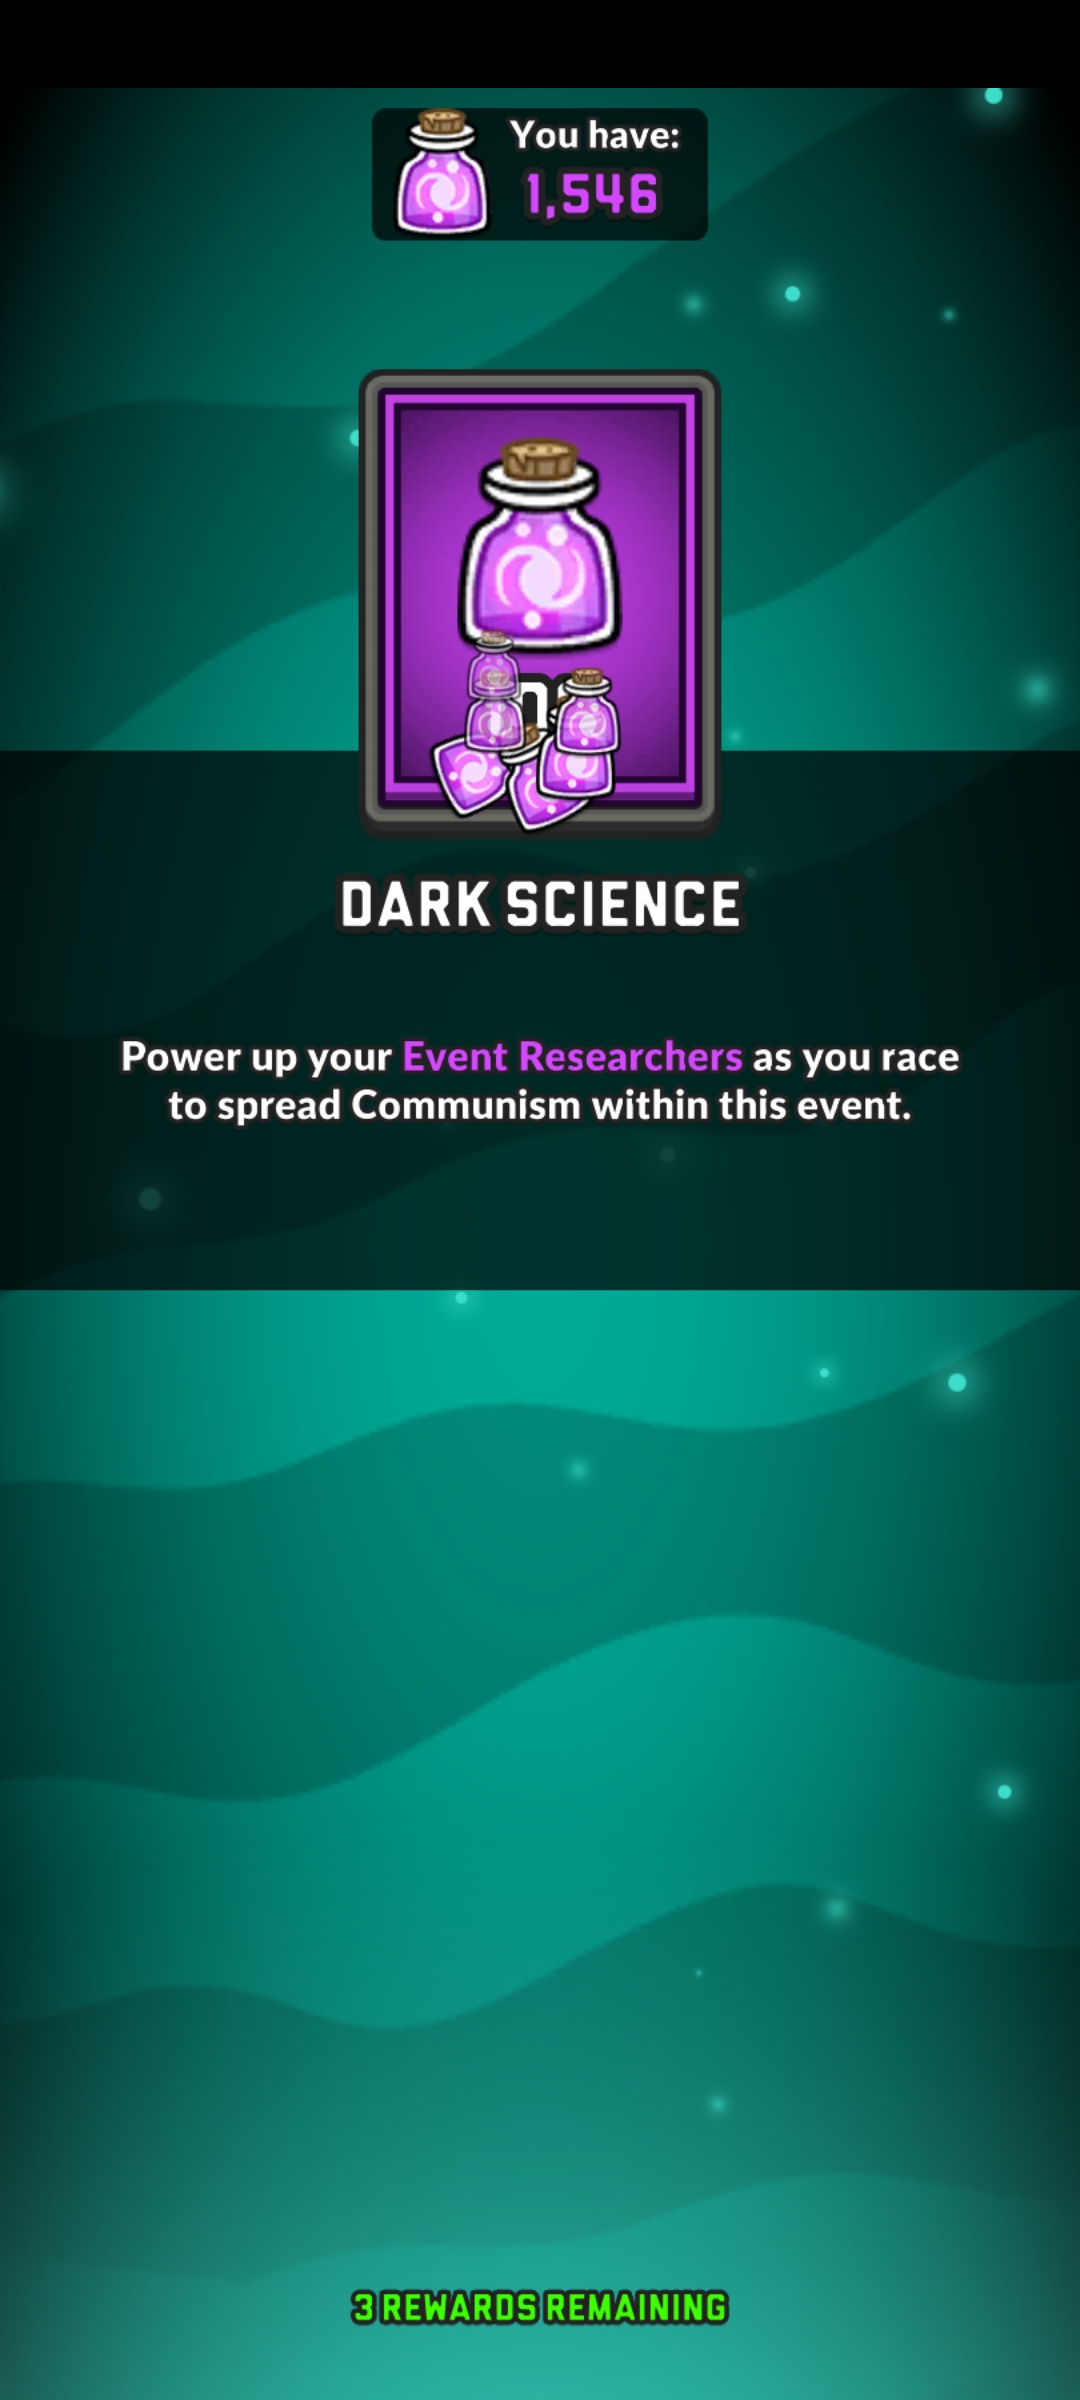 You have:
1,546
DARK SCIENCE
Power up your Event Researchers as you race
to spread Communism within this event.
3 REWARDS REMAINING